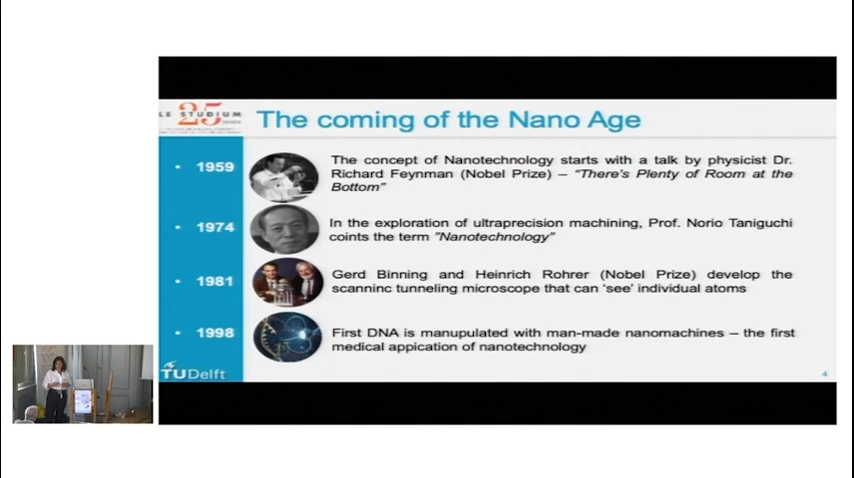 LE STUDIUM
25
The coming of the Nano Age
• 1959
The concept of Nanotechnology starts with a talk by physicist Dr.
Richard Feynman (Nobel Prize) – “There's Plenty of Room at the
Bottom”
• 1974
In the exploration of ultraprecision machining, Prof. Norio Taniguchi
coints the term "Nanotechnology”
• 1981
Gerd Binning and Heinrich Rohrer (Nobel Prize) develop the
scanninc tunneling microscope that can ‘see’ individual atoms
• 1998
First DNA is manupulated with man-made nanomachines – the first
medical appication of nanotechnology
TUDelft
4